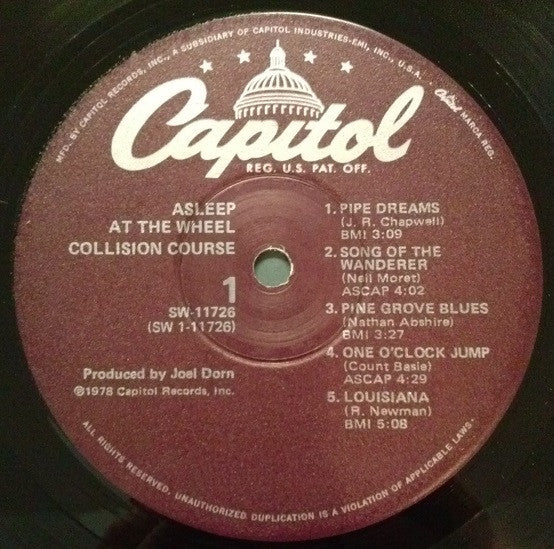 MFD. BY CAPITOL RECORDS, INC., A SUBSIDIARY OF CAPITOL INDUSTRIES-EMI, INC., U.S.A.
Capitol MARCA REG.
Capitol
REG. U.S. PAT. OFF.
ASLEEP
AT THE WHEEL
COLLISION COURSE
1
SW-11726
(SW 1-11726)
Produced by Joel Dorn
℗1978 Capitol Records, Inc.
1. PIPE DREAMS
(J. R. Chapwell)
BMI 3:09
2. SONG OF THE
WANDERER
(Neil Moret)
ASCAP 4:02
3. PINE GROVE BLUES
(Nathan Abshire)
BMI 3:27
4. ONE O'CLOCK JUMP
(Count Basie)
ASCAP 4:29
5. LOUISIANA
(R. Newman)
BMI 5:08
ALL RIGHTS RESERVED. UNAUTHORIZED DUPLICATION IS A VIOLATION OF APPLICABLE LAWS.